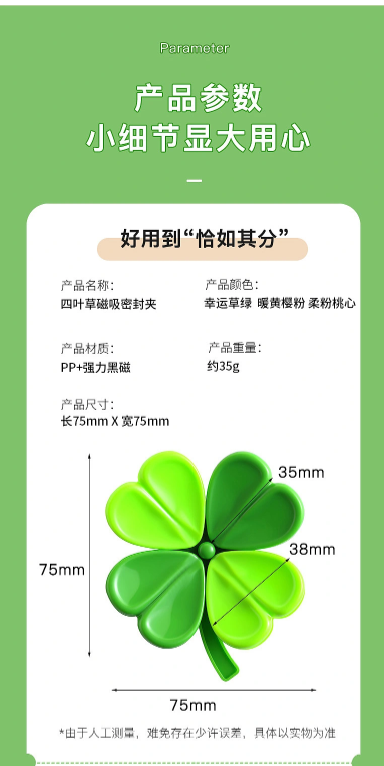 Parameter
产品参数
小细节显大用心
好用到“恰如其分”
产品名称：
四叶草磁吸密封夹
产品颜色：
幸运草绿 暖黄樱粉 柔粉桃心
产品材质：
PP+强力黑磁
产品重量：
约35g
产品尺寸：
长75mm X 宽75mm
35mm
38mm
75mm
75mm
*由于人工测量，难免存在少许误差，具体以实物为准